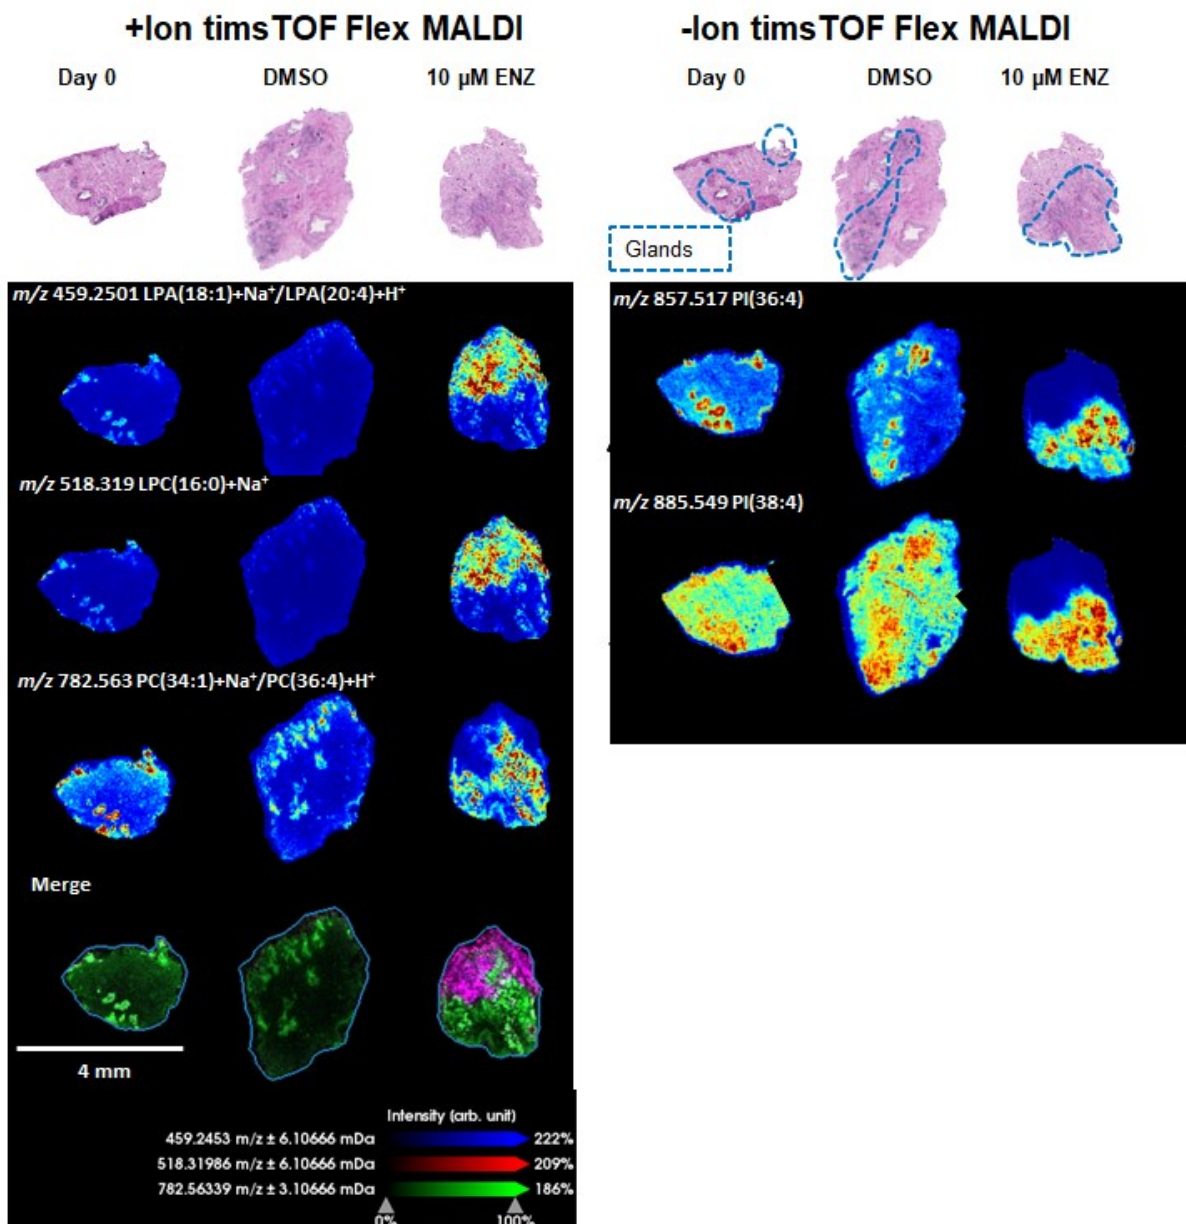 +Ion timsTOF Flex MALDI
Day 0 DMSO 10 µM ENZ
m/z 459.2501 LPA(18:1)+Na⁺/LPA(20:4)+H⁺
m/z 518.319 LPC(16:0)+Na⁺
m/z 782.563 PC(34:1)+Na⁺/PC(36:4)+H⁺
Merge
4 mm
Intensity (arb. unit)
459.2453 m/z ± 6.10666 mDa 222%
518.31986 m/z ± 6.10666 mDa 209%
782.56339 m/z ± 3.10666 mDa 186%
0% 100%
-Ion timsTOF Flex MALDI
Day 0 DMSO 10 µM ENZ
Glands
m/z 857.517 PI(36:4)
m/z 885.549 PI(38:4)